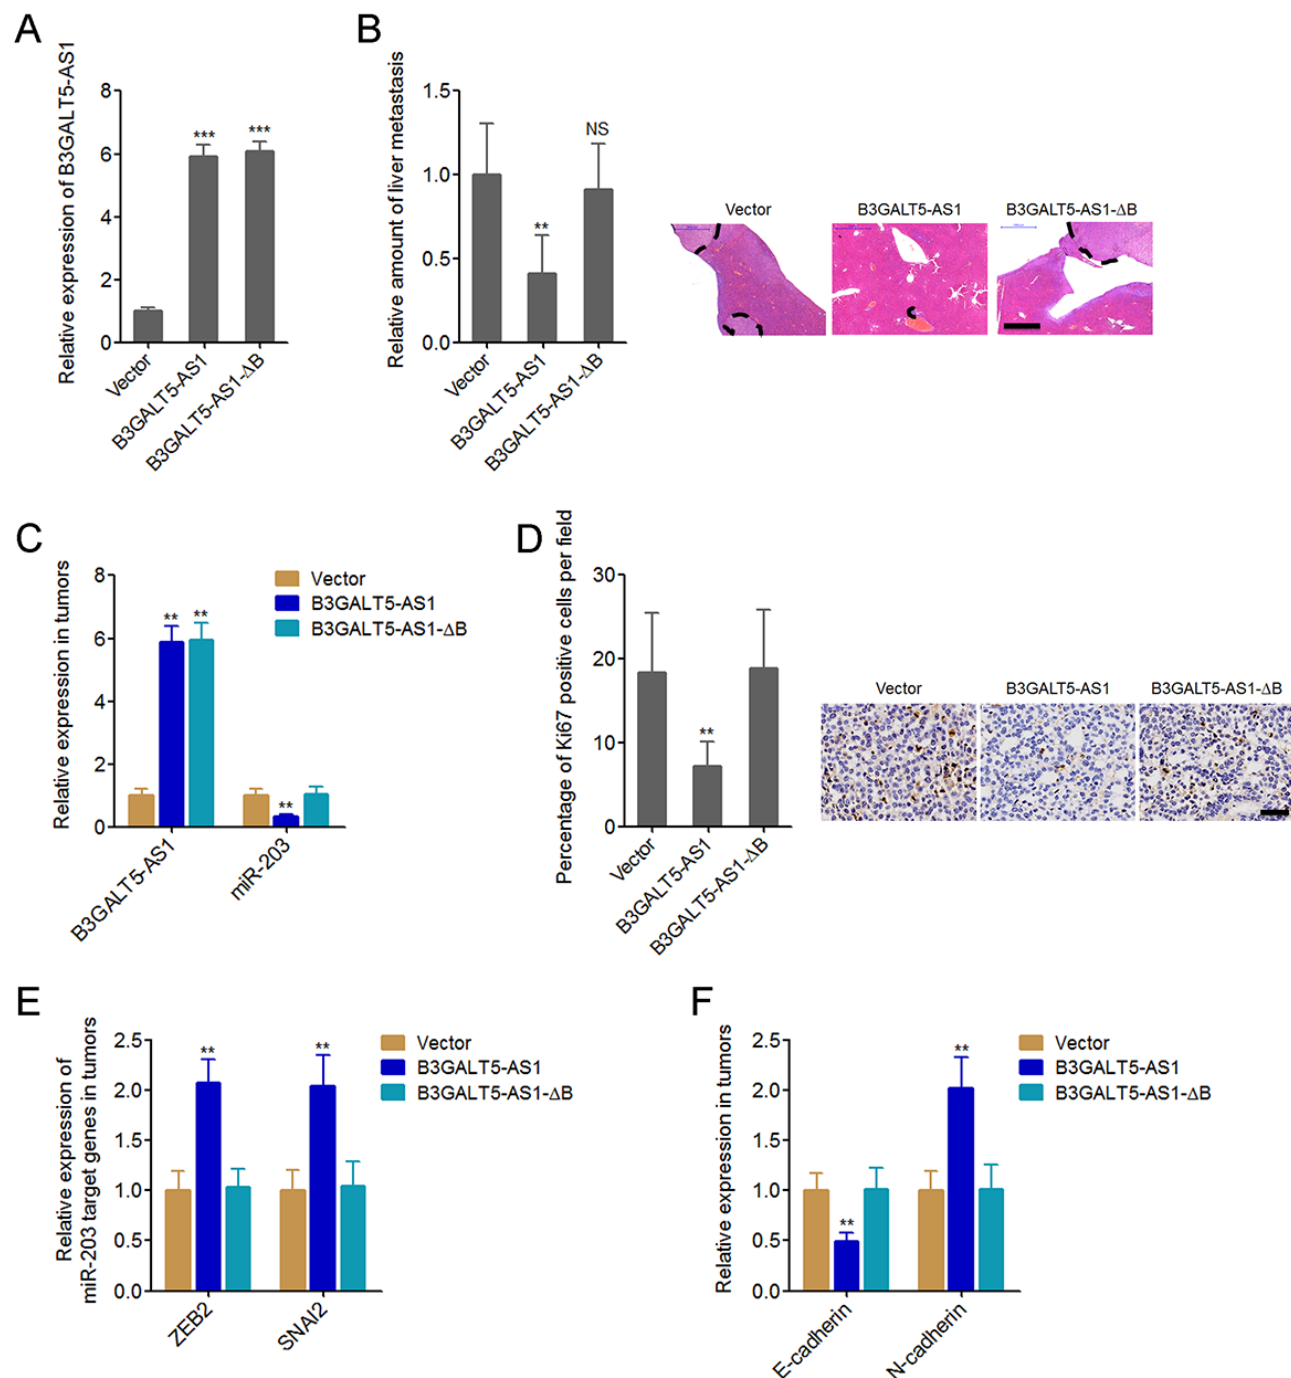 A
Relative expression of B3GALT5-AS1
8
6
4
2
0
***
***
Vector
B3GALT5-AS1
B3GALT5-AS1-ΔB
B
Relative amount of liver metastasis
1.5
1.0
0.5
0.0
**
NS
Vector
B3GALT5-AS1
B3GALT5-AS1-ΔB
Vector
B3GALT5-AS1
B3GALT5-AS1-ΔB
C
Relative expression in tumors
8
6
4
2
0
**
**
**
B3GALT5-AS1
miR-203
Vector
B3GALT5-AS1
B3GALT5-AS1-ΔB
D
Percentage of Ki67 positive cells per field
30
20
10
0
**
Vector
B3GALT5-AS1
B3GALT5-AS1-ΔB
Vector
B3GALT5-AS1
B3GALT5-AS1-ΔB
E
Relative expression of
miR-203 target genes in tumors
2.5
2.0
1.5
1.0
0.5
0.0
**
**
ZEB2
SNAI2
Vector
B3GALT5-AS1
B3GALT5-AS1-ΔB
F
Relative expression in tumors
2.5
2.0
1.5
1.0
0.5
0.0
**
**
E-cadherin
N-cadherin
Vector
B3GALT5-AS1
B3GALT5-AS1-ΔB